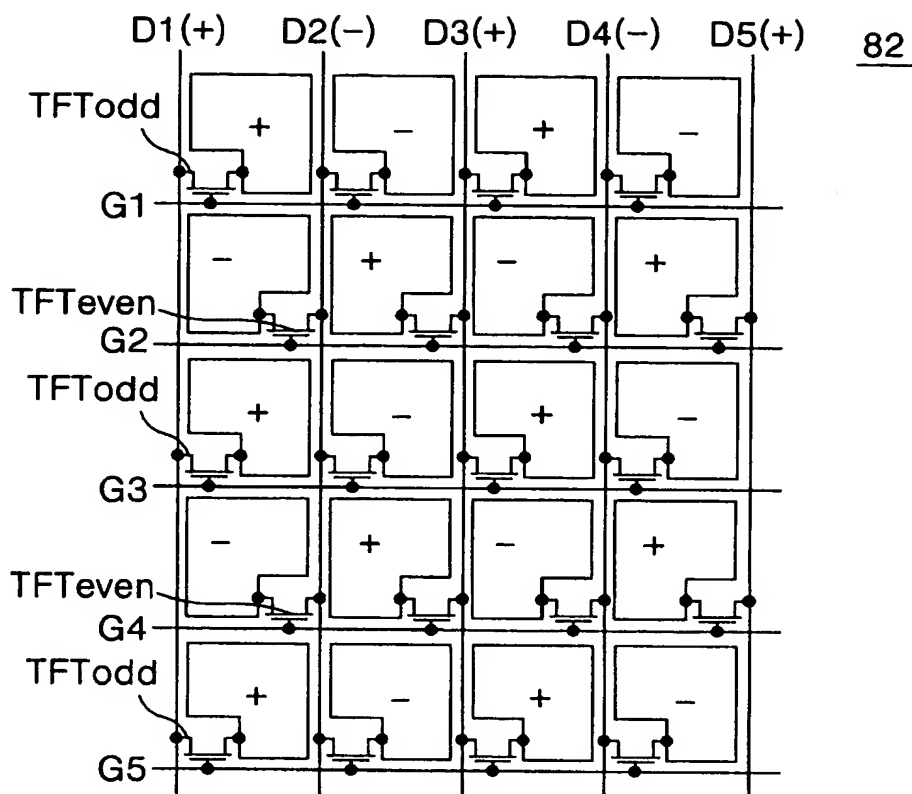 D1(+) D2(−) D3(+) D4(−) D5(+)
82
TFTodd
+ − + −
G1
− + − +
TFTeven
G2
TFTodd
+ − + −
G3
− + − +
TFTeven
G4
TFTodd
+ − + −
G5